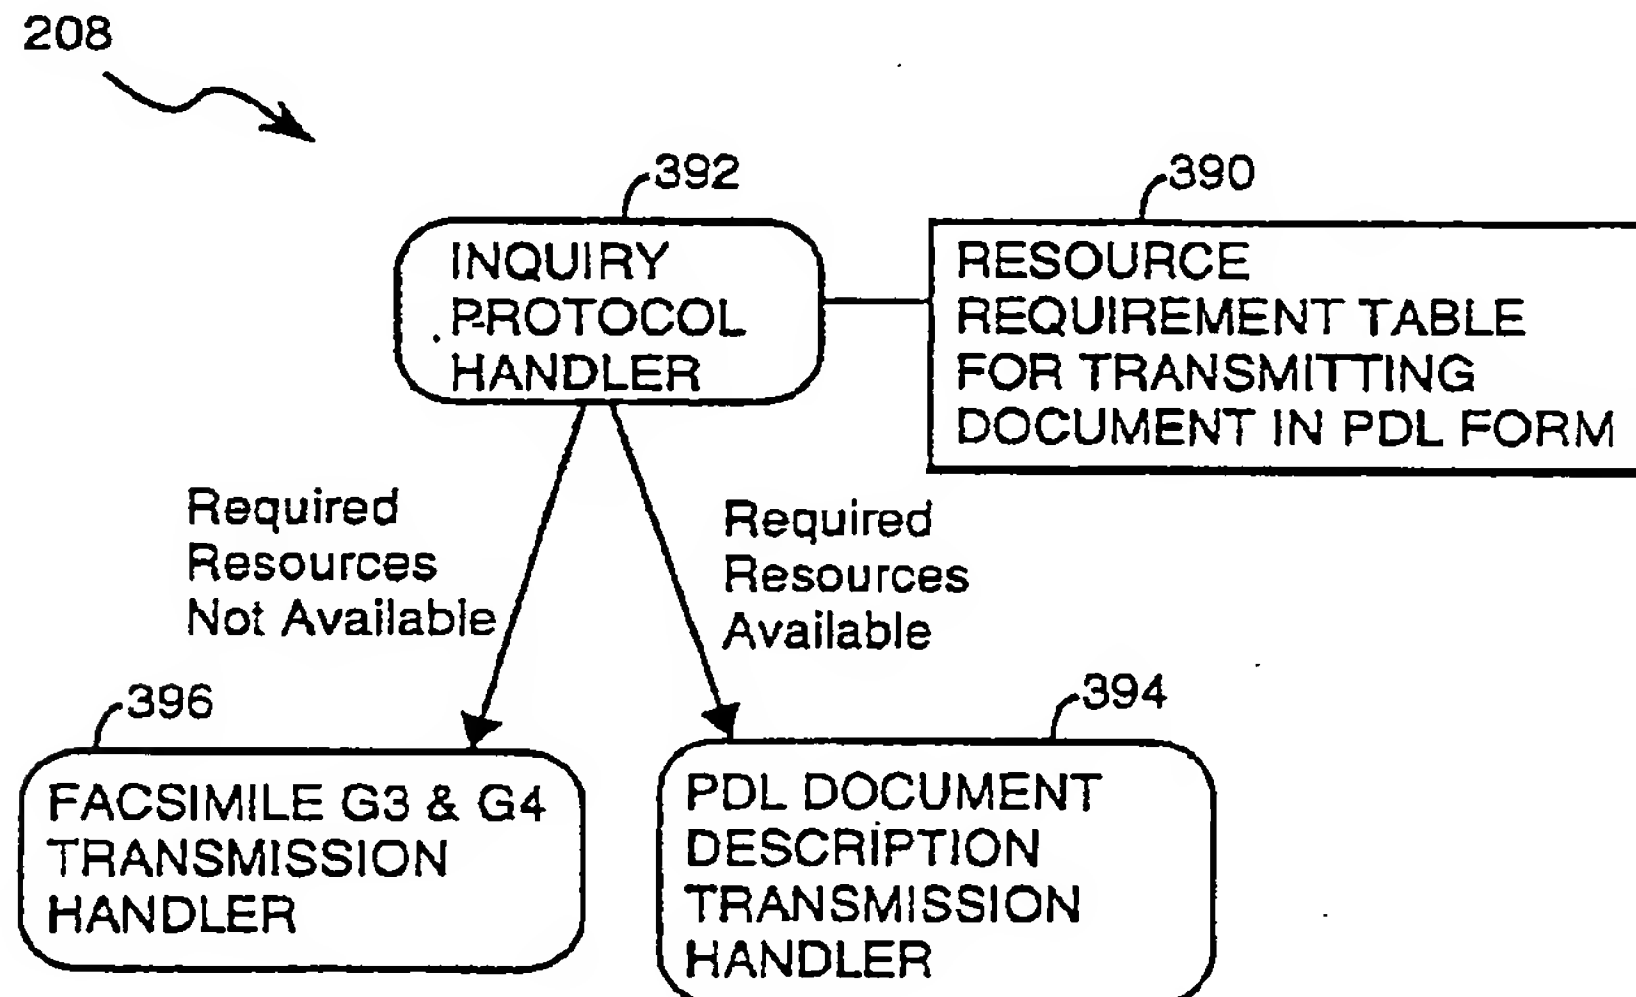 208
392
390
INQUIRY
PROTOCOL
HANDLER
RESOURCE
REQUIREMENT TABLE
FOR TRANSMITTING
DOCUMENT IN PDL FORM
Required
Resources
Not Available
Required
Resources
Available
396
394
FACSIMILE G3 & G4
TRANSMISSION
HANDLER
PDL DOCUMENT
DESCRIPTION
TRANSMISSION
HANDLER